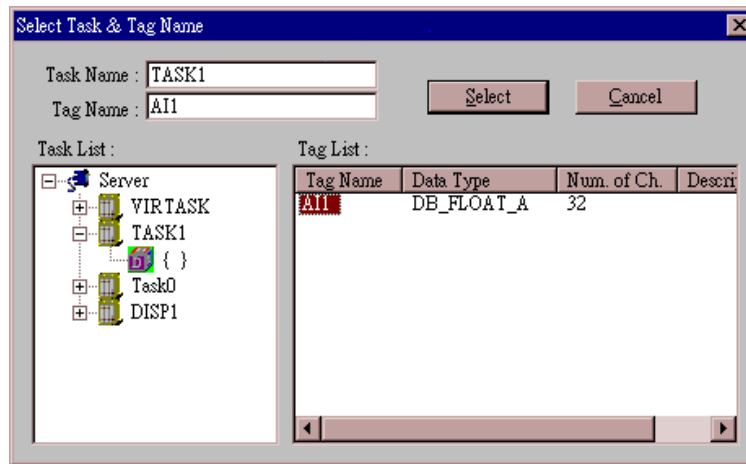 Select Task & Tag Name
Task Name : TASK1
Tag Name : AI1
Select
Cancel
Task List :
Server
VIRTASK
TASK1
{ }
Task0
DISP1
Tag List :
Tag Name Data Type Num. of Ch. Descri
AI1 DB_FLOAT_A 32